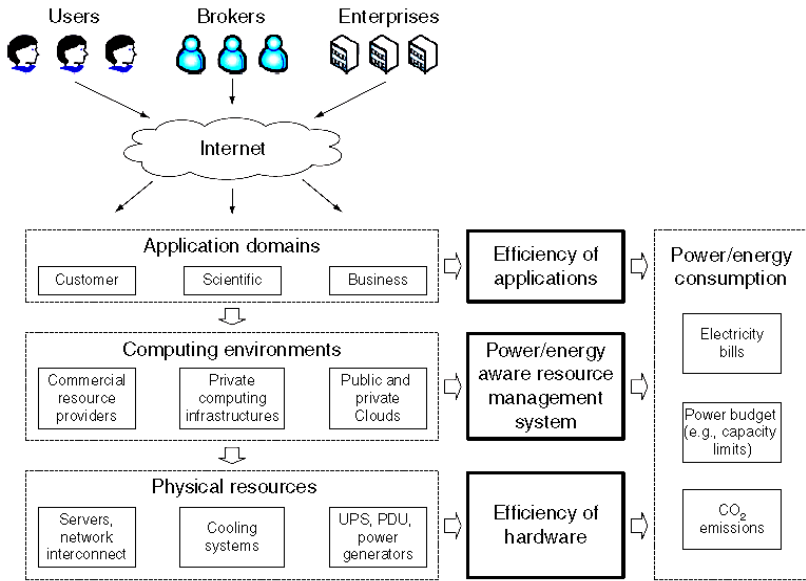 Users
Brokers
Enterprises
Internet
Application domains
Customer
Scientific
Business
Efficiency of
applications
Power/energy
consumption
Electricity
bills
Power budget
(e.g., capacity
limits)
CO2
emissions
Computing environments
Commercial
resource
providers
Private
computing
infrastructures
Public and
private
Clouds
Power/energy
aware resource
management
system
Physical resources
Servers,
network
interconnect
Cooling
systems
UPS, PDU,
power
generators
Efficiency of
hardware